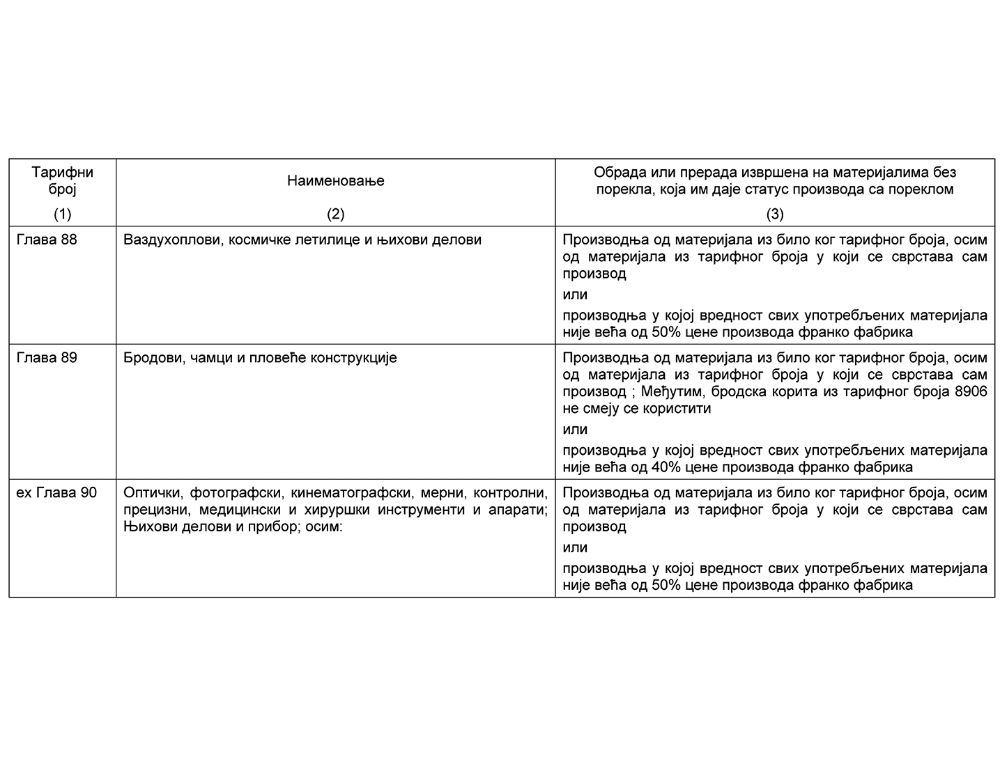 Тарифни
број
(1)
Наименовање
(2)
Обрада или прерада извршена на материјалима без
порекла, која им даје статус производа са пореклом
(3)
Глава 88
Ваздухоплови, космичке летилице и њихови делови
Производња од материјала из било ког тарифног броја, осим
од материјала из тарифног броја у који се сврстава сам
производ
или
производња у којој вредност свих употребљених материјала
није већа од 50% цене производа франко фабрика
Глава 89
Бродови, чамци и пловеће конструкције
Производња од материјала из било ког тарифног броја, осим
од материјала из тарифног броја у који се сврстава сам
производ ; Међутим, бродска корита из тарифног броја 8906
не смеју се користити
или
производња у којој вредност свих употребљених материјала
није већа од 40% цене производа франко фабрика
ех Глава 90
Оптички, фотографски, кинематографски, мерни, контролни,
прецизни, медицински и хируршки инструменти и апарати;
Њихови делови и прибор; осим:
Производња од материјала из било ког тарифног броја, осим
од материјала из тарифног броја у који се сврстава сам
производ
или
производња у којој вредност свих употребљених материјала
није већа од 50% цене производа франко фабрика